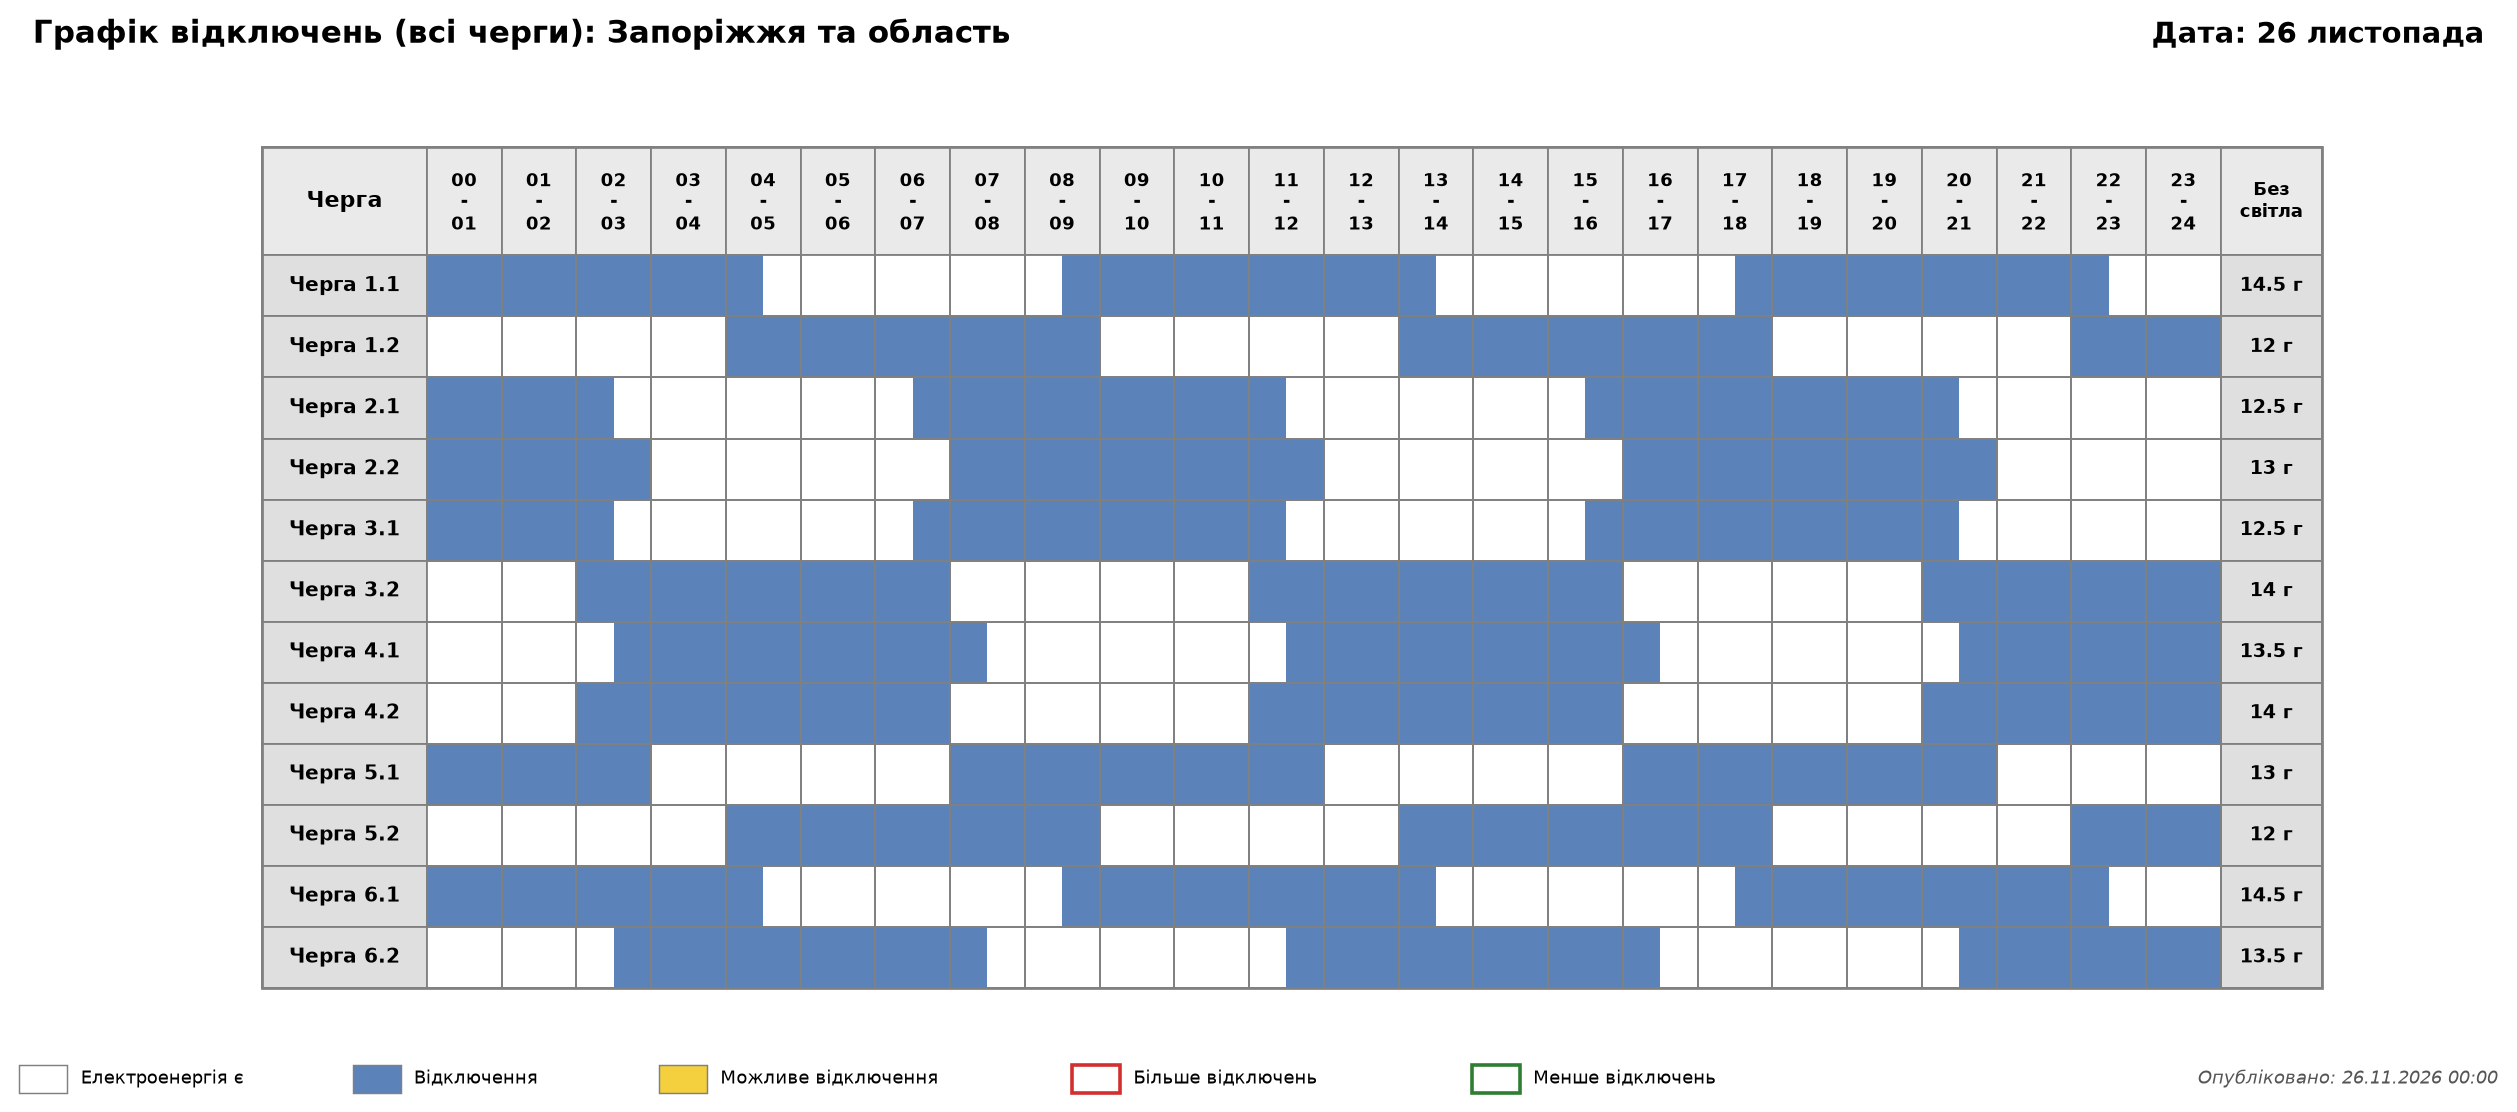 Графік відключень (всі черги): Запоріжжя та область
Дата: 26 листопада
Черга
00 - 01
01 - 02
02 - 03
03 - 04
04 - 05
05 - 06
06 - 07
07 - 08
08 - 09
09 - 10
10 - 11
11 - 12
12 - 13
13 - 14
14 - 15
15 - 16
16 - 17
17 - 18
18 - 19
19 - 20
20 - 21
21 - 22
22 - 23
23 - 24
Без світла
Черга 1.1 14.5 г
Черга 1.2 12 г
Черга 2.1 12.5 г
Черга 2.2 13 г
Черга 3.1 12.5 г
Черга 3.2 14 г
Черга 4.1 13.5 г
Черга 4.2 14 г
Черга 5.1 13 г
Черга 5.2 12 г
Черга 6.1 14.5 г
Черга 6.2 13.5 г
Електроенергія є
Відключення
Можливе відключення
Більше відключень
Менше відключень
Опубліковано: 26.11.2026 00:00